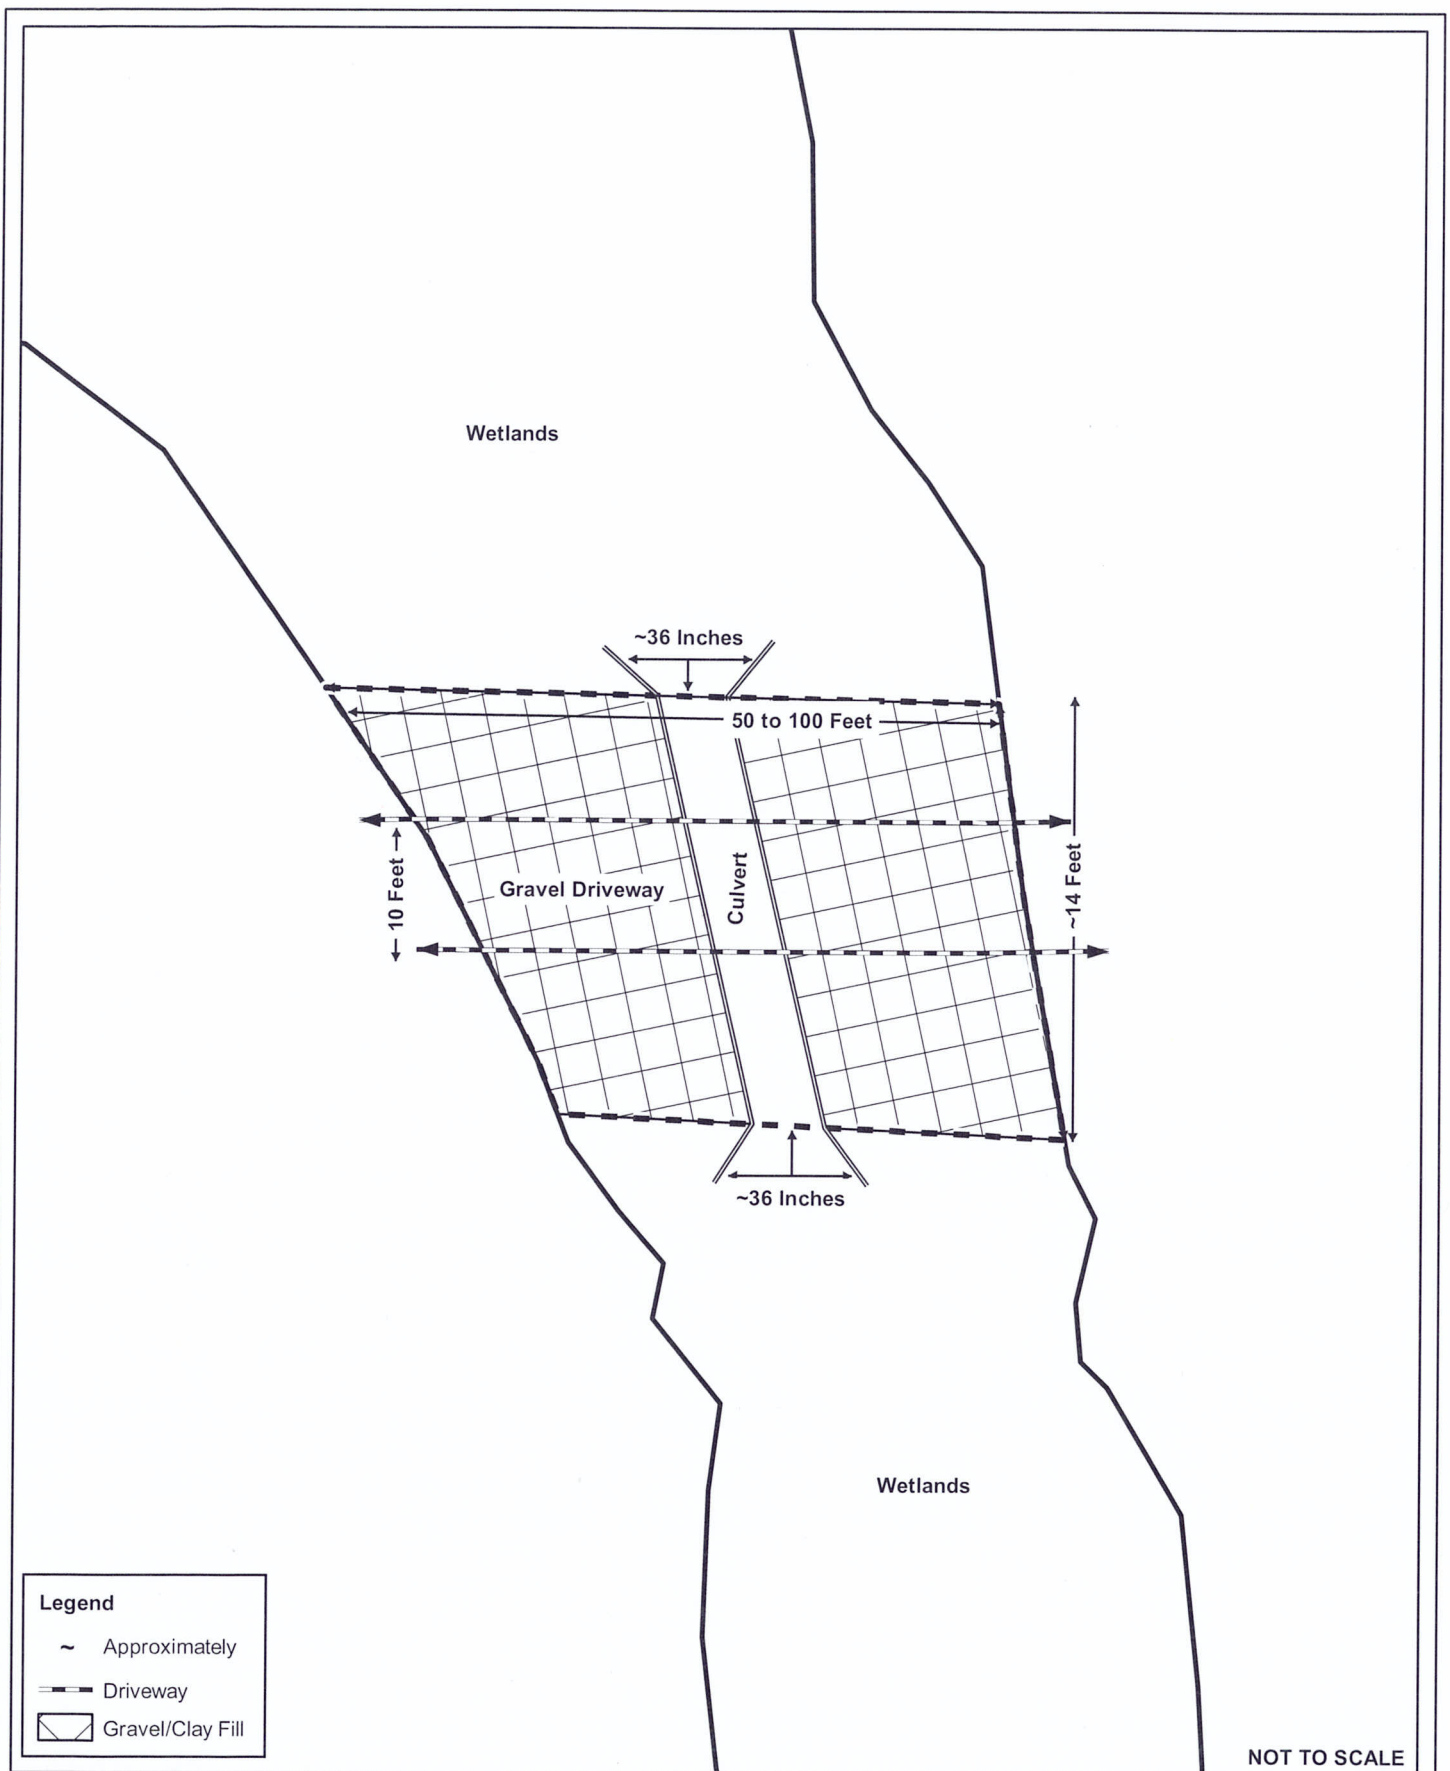 Wetlands
~36 Inches
50 to 100 Feet
10 Feet
Gravel Driveway
Culvert
~14 Feet
~36 Inches
Wetlands
Legend
~ Approximately
Driveway
Gravel/Clay Fill
NOT TO SCALE